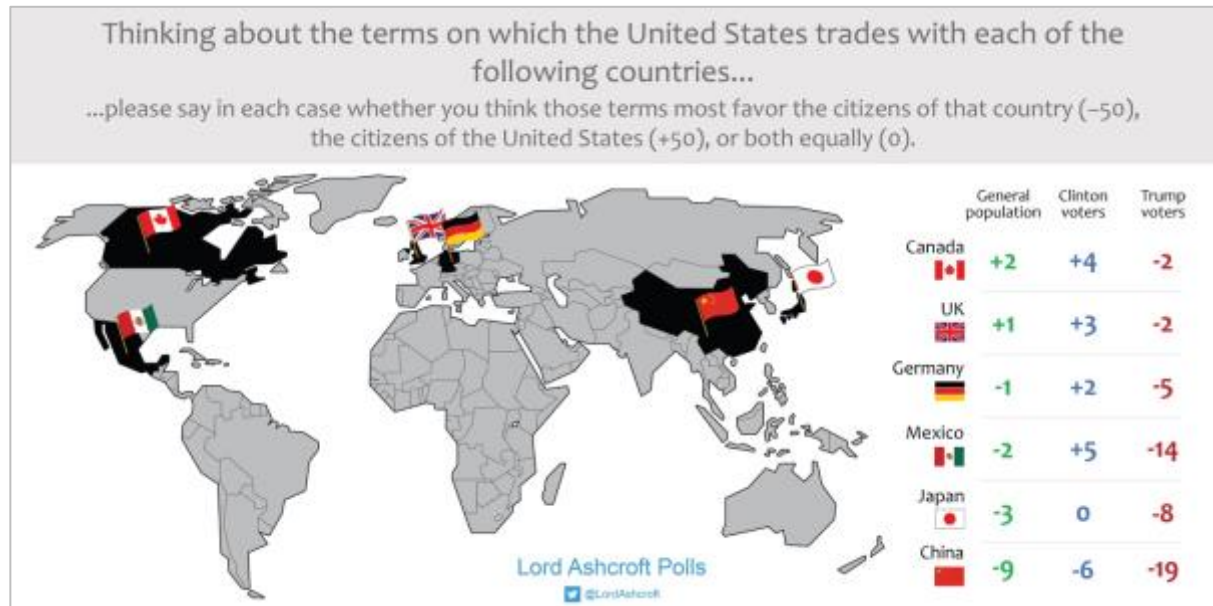 Thinking about the terms on which the United States trades with each of the
following countries...
...please say in each case whether you think those terms most favor the citizens of that country (–50),
the citizens of the United States (+50), or both equally (0).
General
population
Clinton
voters
Trump
voters
Canada
+2 +4 -2
UK
+1 +3 -2
Germany
-1 +2 -5
Mexico
-2 +5 -14
Japan
-3 0 -8
China
-9 -6 -19
Lord Ashcroft Polls
@LordAshcroft